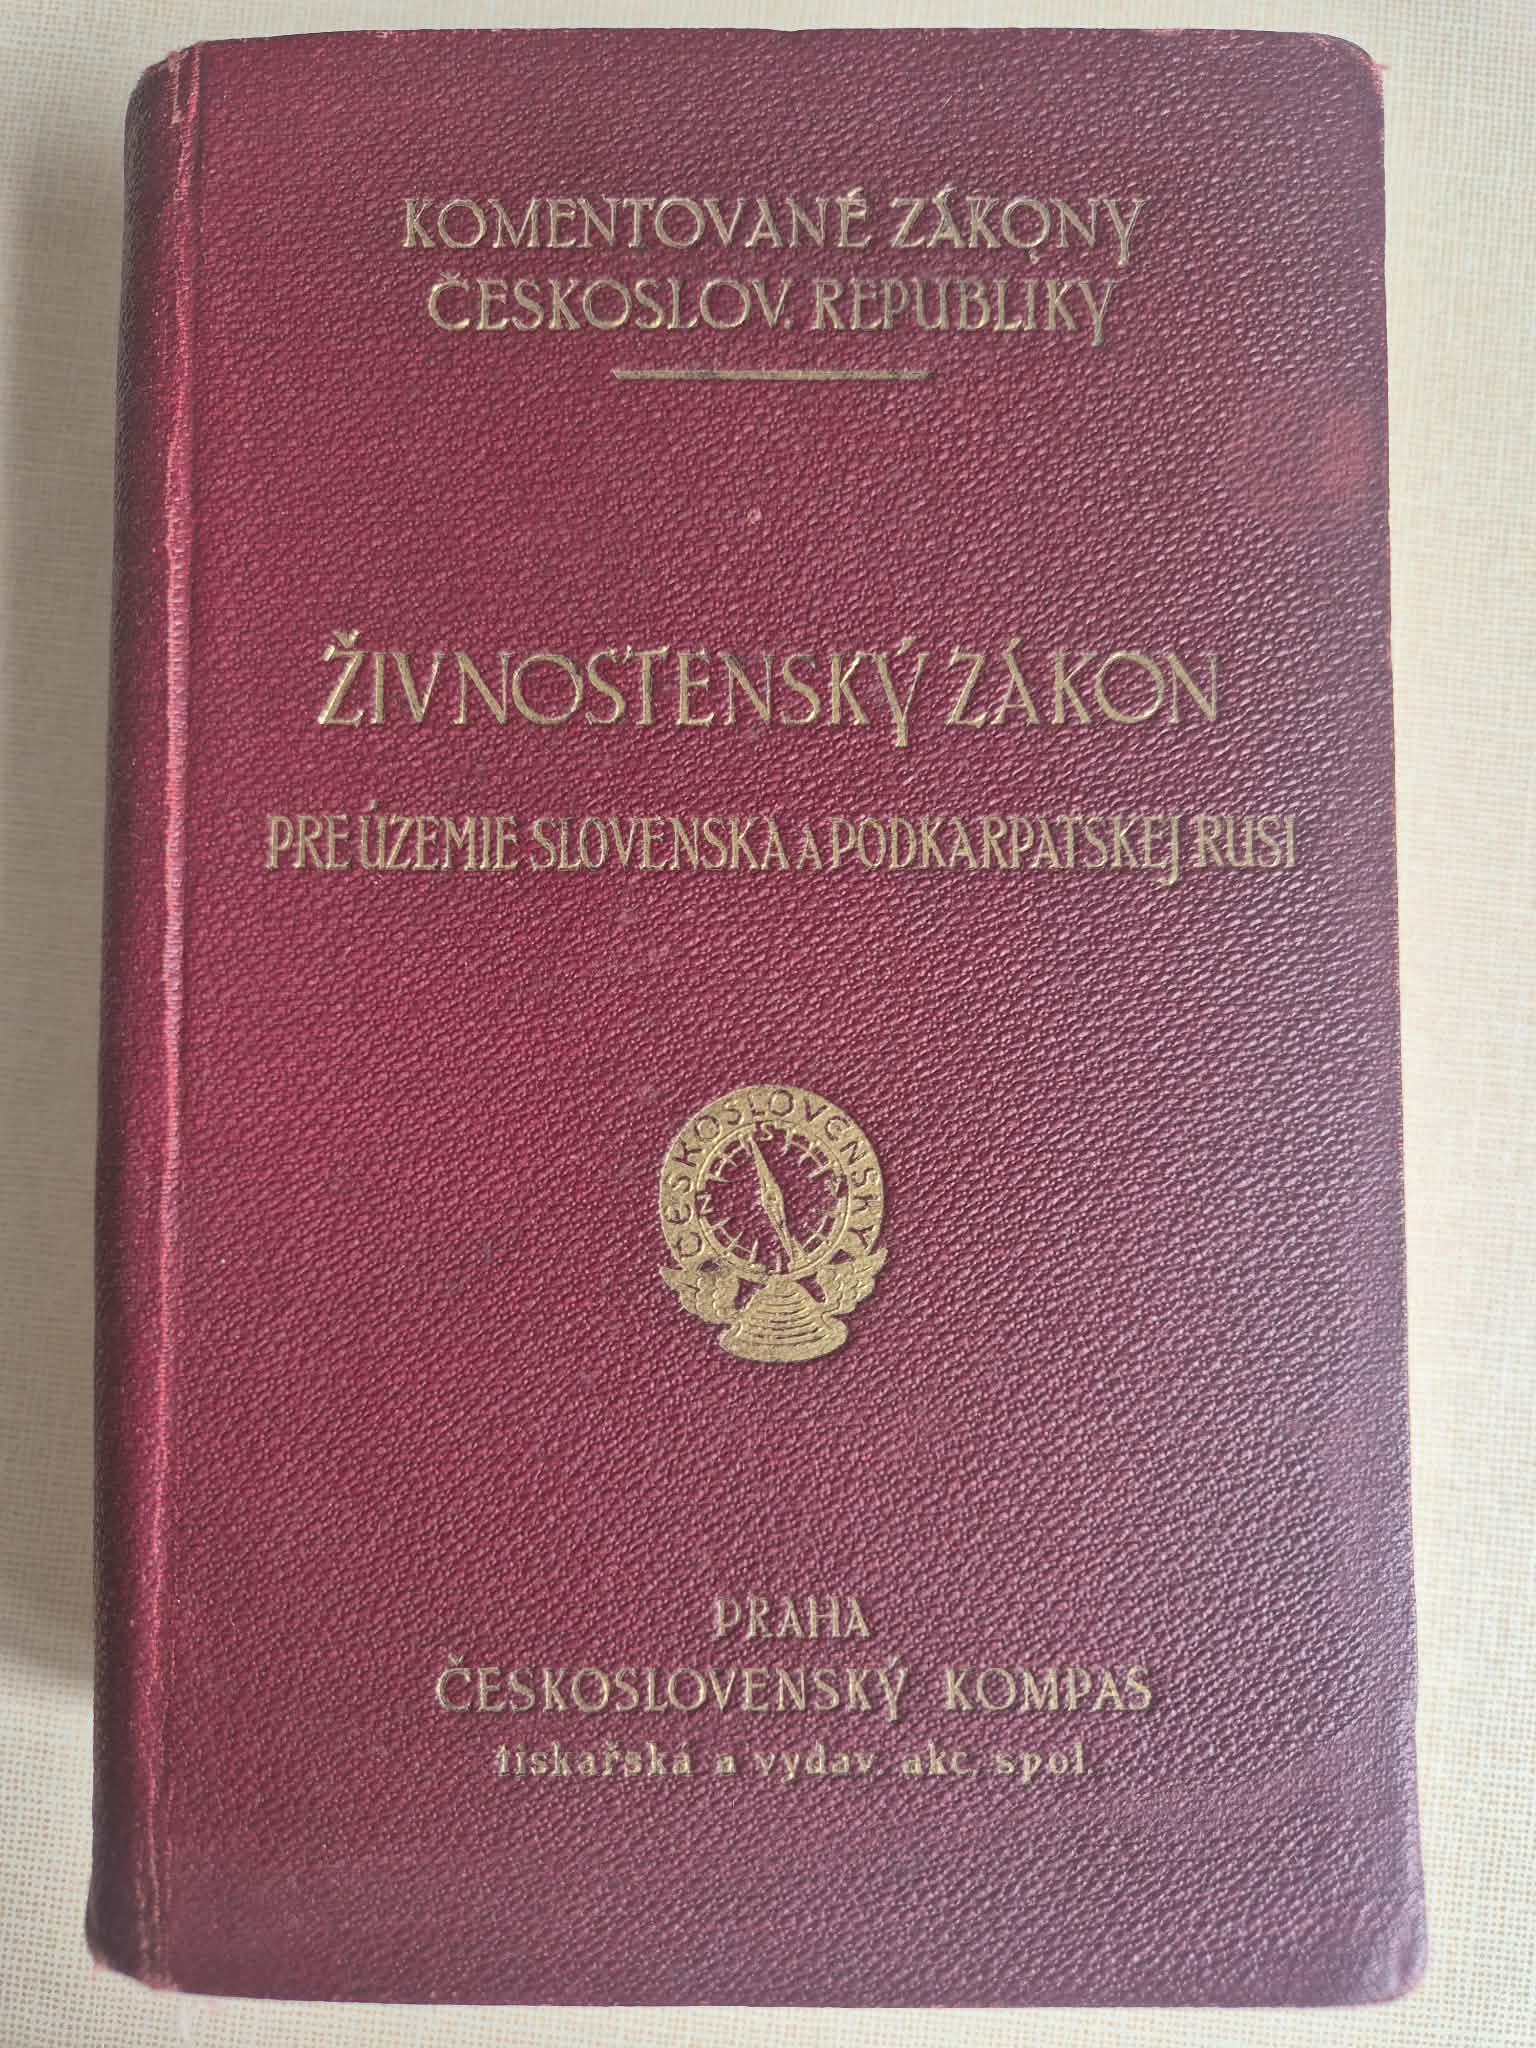 KOMENTOVANÉ ZÁKONY
ČESKOSLOV. REPUBLIKY
ŽIVNOSTENSKÝ ZÁKON
PRE ÚZEMIE SLOVENSKA A PODKARPATSKEJ RUSI
ČESKOSLOVENSKÝ
S
Z
J
PRAHA
ČESKOSLOVENSKÝ KOMPAS
tiskařská a vydav. akc. spol.